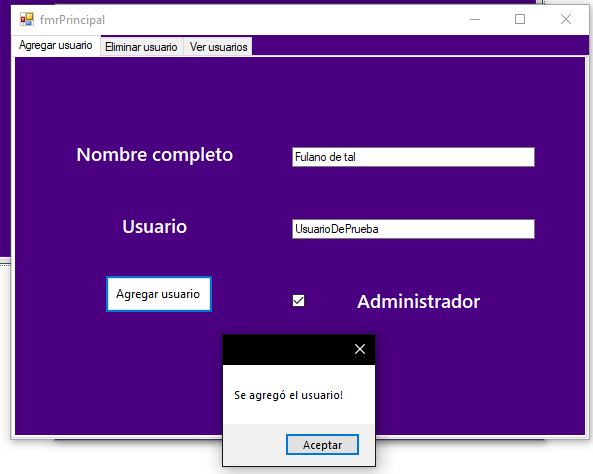 fmrPrincipal
Agregar usuario Eliminar usuario Ver usuarios
Nombre completo Fulano de tal
Usuario UsuarioDePrueba
Agregar usuario Administrador
Se agregó el usuario!
Aceptar